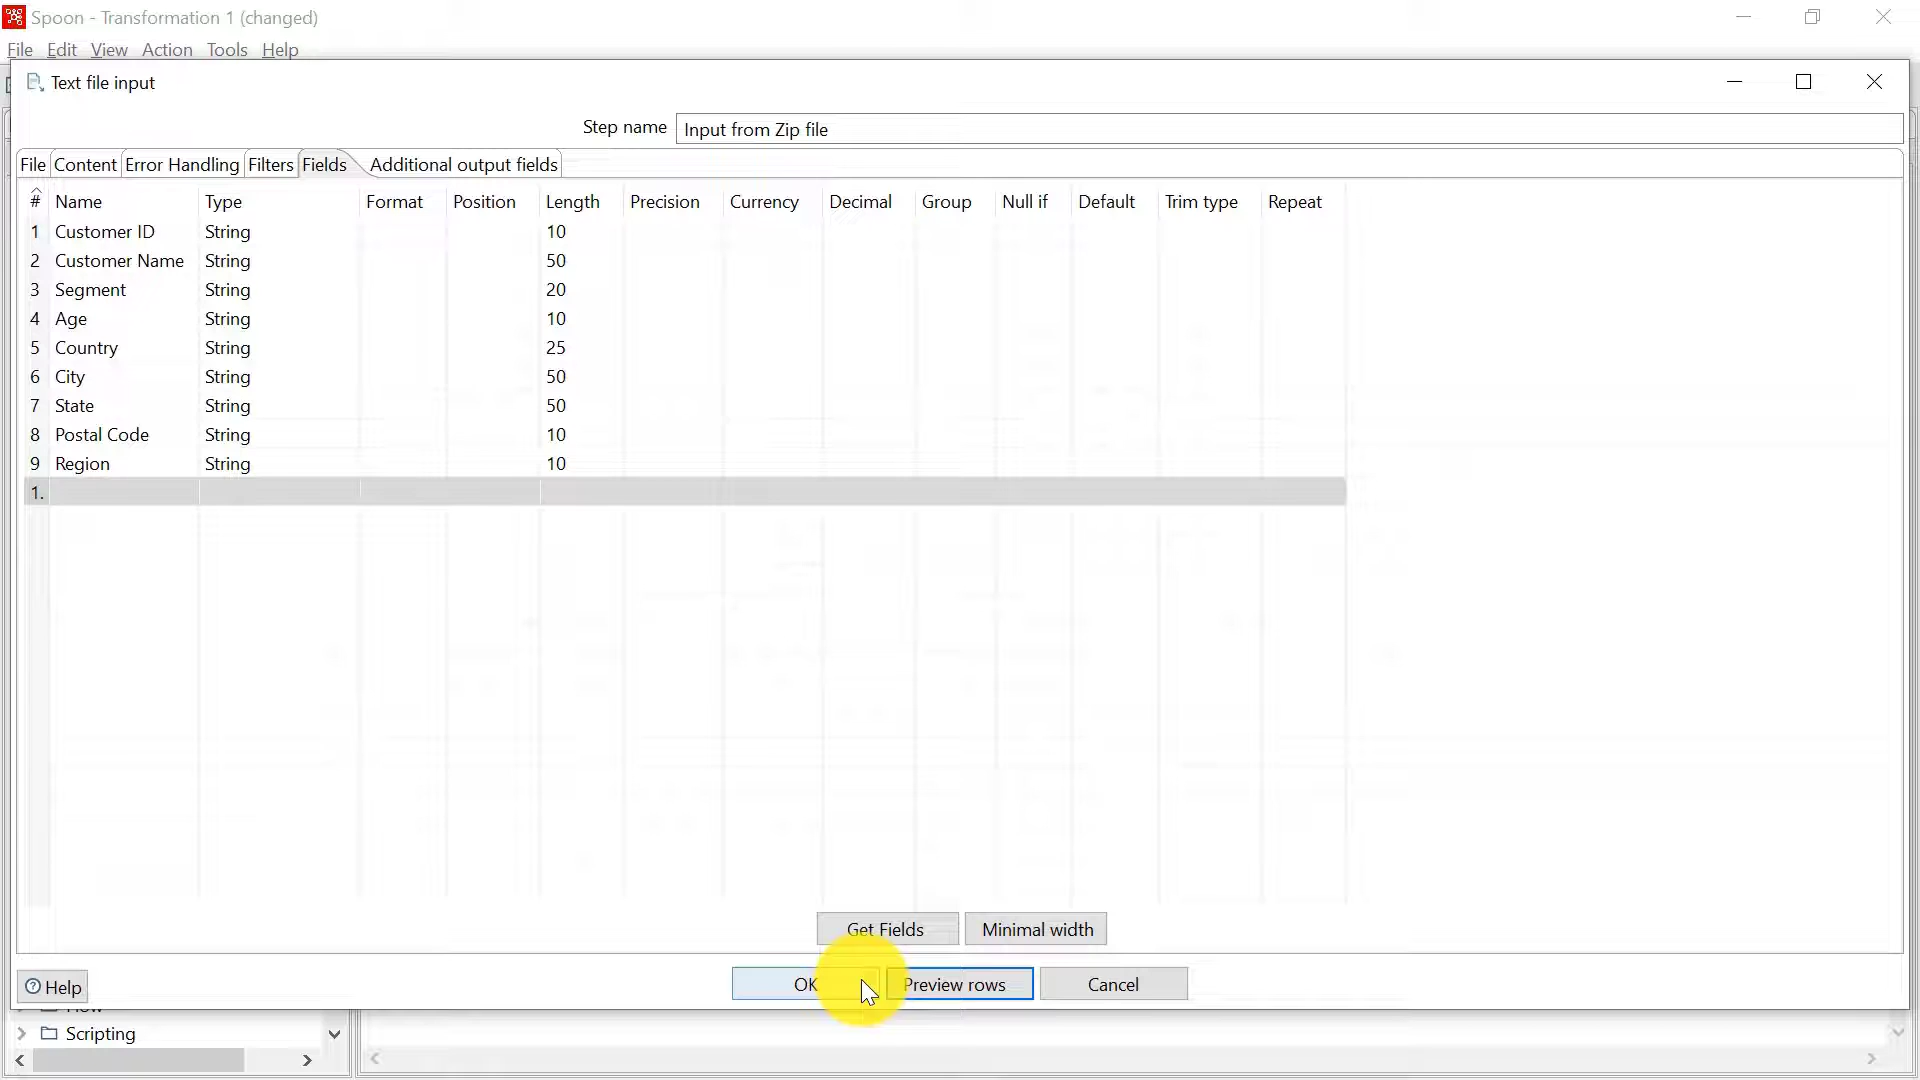 Spoon - Transformation 1 (changed)
File Edit View Action Tools Help
Text file input
Step name Input from Zip file
File Content Error Handling Filters Fields Additional output fields
# Name Type Format Position Length Precision Currency Decimal Group Null if Default Trim type Repeat
1 Customer ID String 10
2 Customer Name String 50
3 Segment String 20
4 Age String 10
5 Country String 25
6 City String 50
7 State String 50
8 Postal Code String 10
9 Region String 10
1.
Get Fields Minimal width
Help OK Preview rows Cancel
Scripting